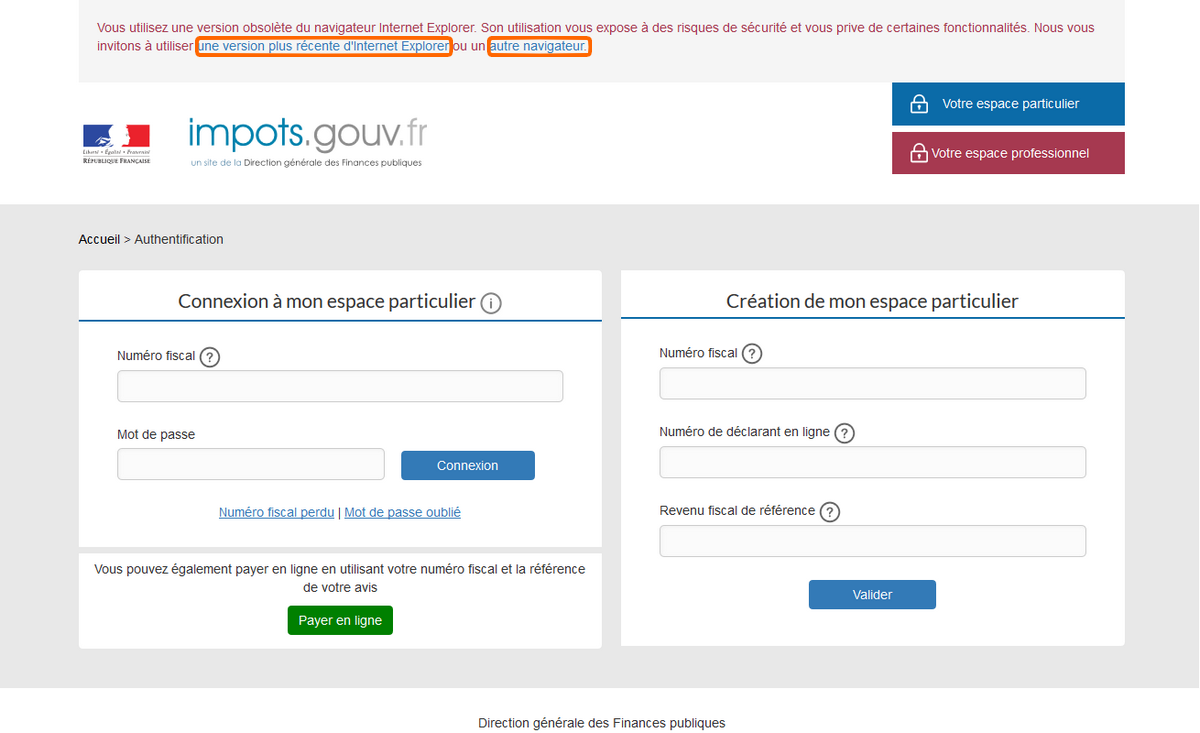 Vous utilisez une version obsolète du navigateur Internet Explorer. Son utilisation vous expose à des risques de sécurité et vous prive de certaines fonctionnalités. Nous vous
invitons à utiliser une version plus récente d'Internet Explorer ou un autre navigateur.
Votre espace particulier
Liberté • Égalité • Fraternité
RÉPUBLIQUE FRANÇAISE
impots.gouv.fr
un site de la Direction générale des Finances publiques
Votre espace professionnel
Accueil > Authentification
Connexion à mon espace particulier i
Numéro fiscal ?
Mot de passe
Connexion
Numéro fiscal perdu | Mot de passe oublié
Vous pouvez également payer en ligne en utilisant votre numéro fiscal et la référence
de votre avis
Payer en ligne
Création de mon espace particulier
Numéro fiscal ?
Numéro de déclarant en ligne ?
Revenu fiscal de référence ?
Valider
Direction générale des Finances publiques